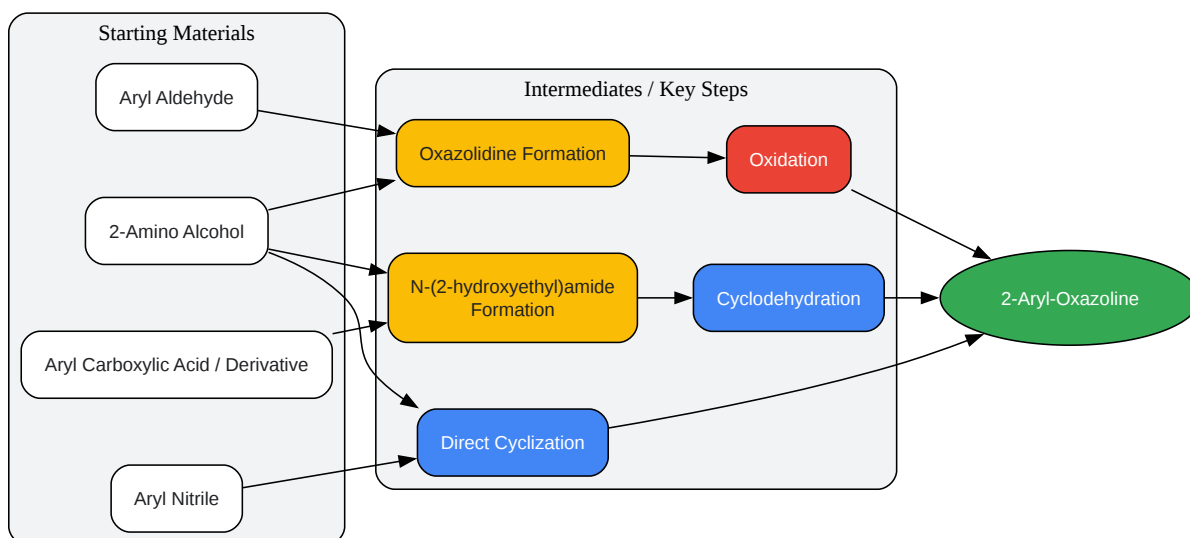 Starting Materials
Aryl Aldehyde
2-Amino Alcohol
Aryl Carboxylic Acid / Derivative
Aryl Nitrile
Intermediates / Key Steps
Oxazolidine Formation
Oxidation
N-(2-hydroxyethyl)amide
Formation
Cyclodehydration
Direct Cyclization
2-Aryl-Oxazoline